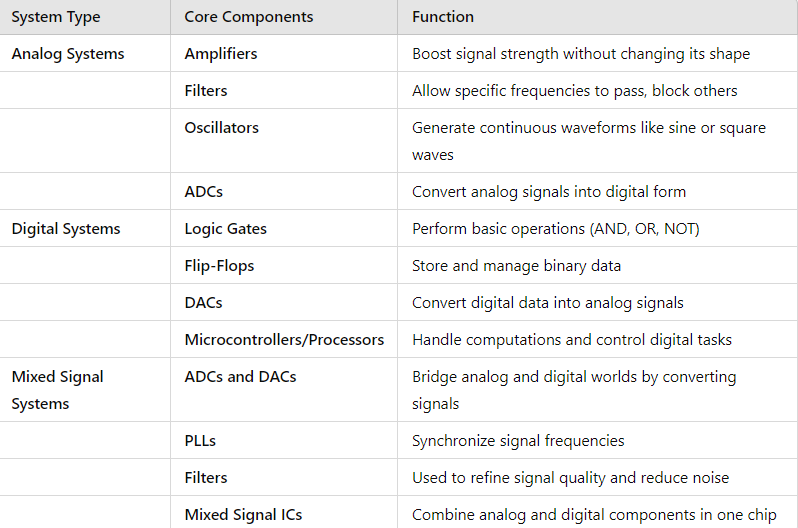 System Type Core Components Function
Analog Systems Amplifiers Boost signal strength without changing its shape
Filters Allow specific frequencies to pass, block others
Oscillators Generate continuous waveforms like sine or square
waves
ADCs Convert analog signals into digital form
Digital Systems Logic Gates Perform basic operations (AND, OR, NOT)
Flip-Flops Store and manage binary data
DACs Convert digital data into analog signals
Microcontrollers/Processors Handle computations and control digital tasks
Mixed Signal ADCs and DACs Bridge analog and digital worlds by converting
Systems signals
PLLs Synchronize signal frequencies
Filters Used to refine signal quality and reduce noise
Mixed Signal ICs Combine analog and digital components in one chip